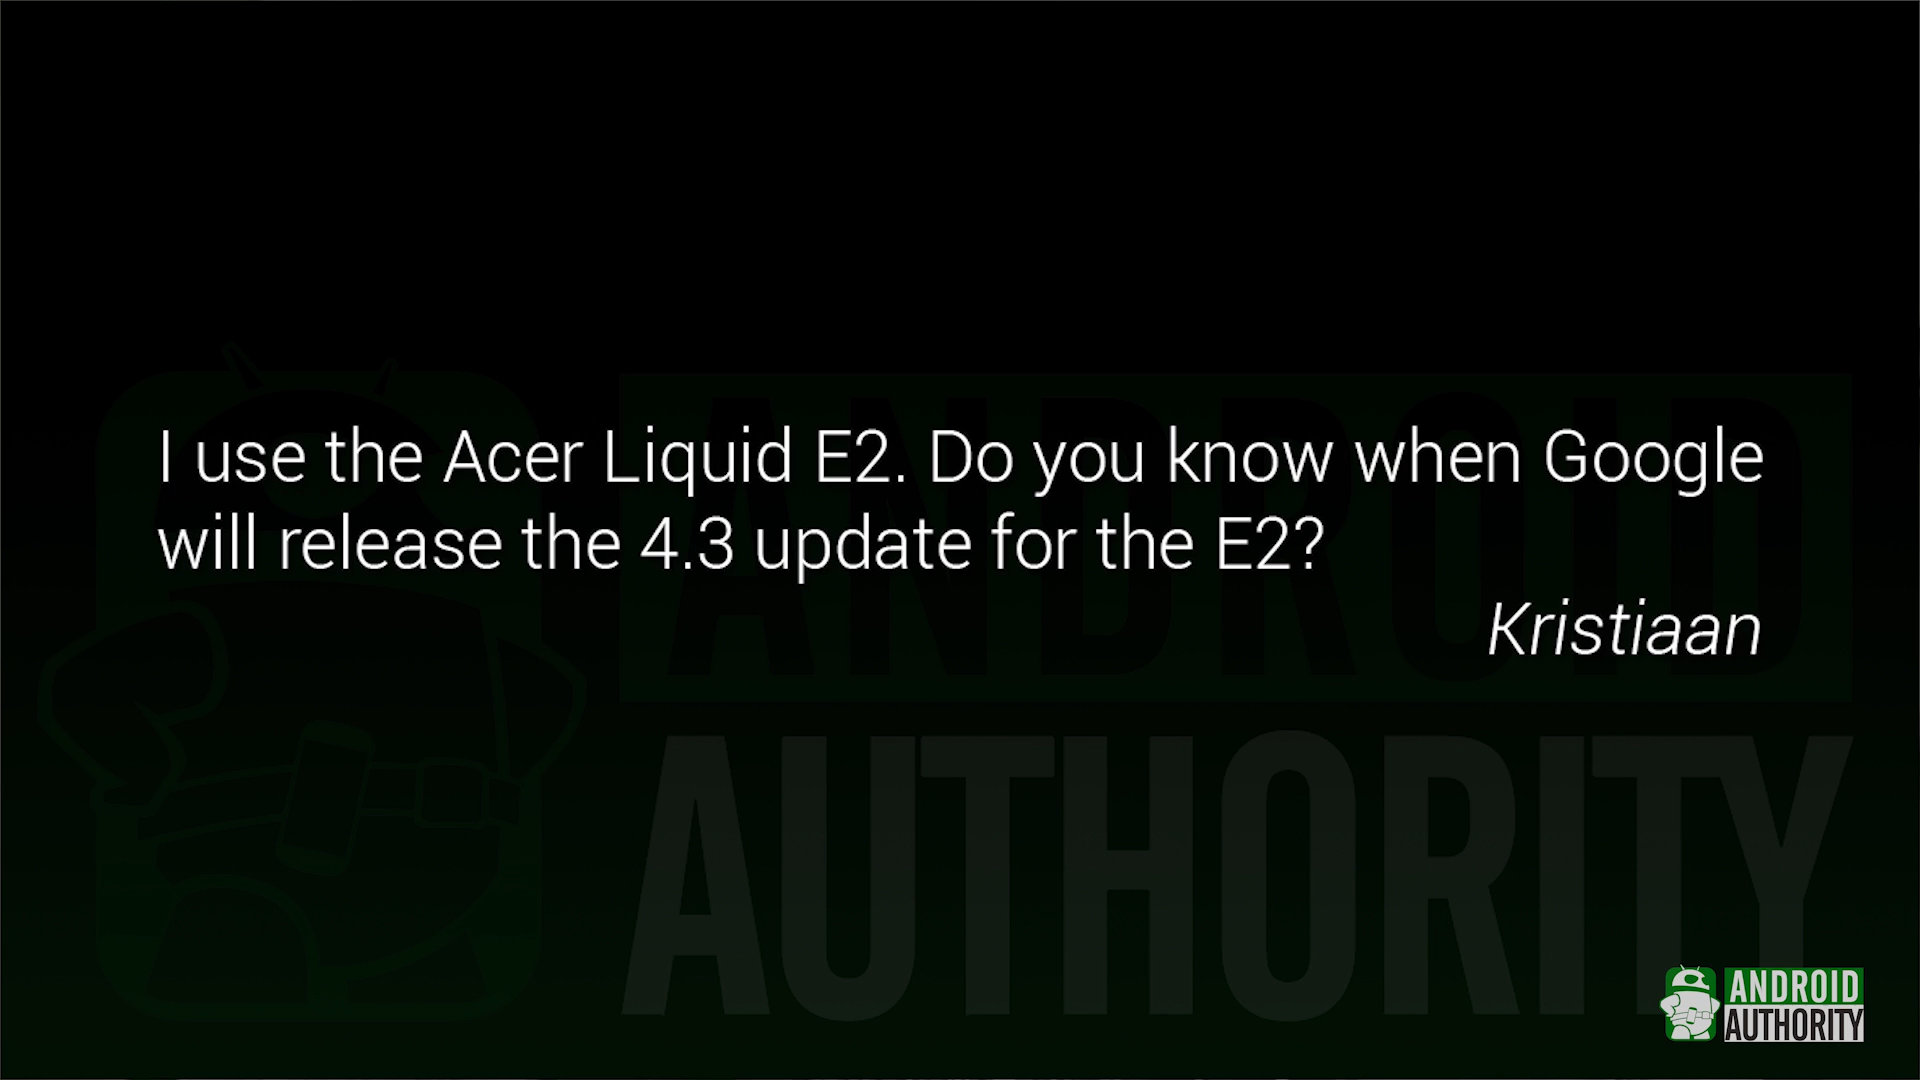 I use the Acer Liquid E2. Do you know when Google
will release the 4.3 update for the E2?
Kristiaan
ANDROID
AUTHORITY
ANDROID
AUTHORITY